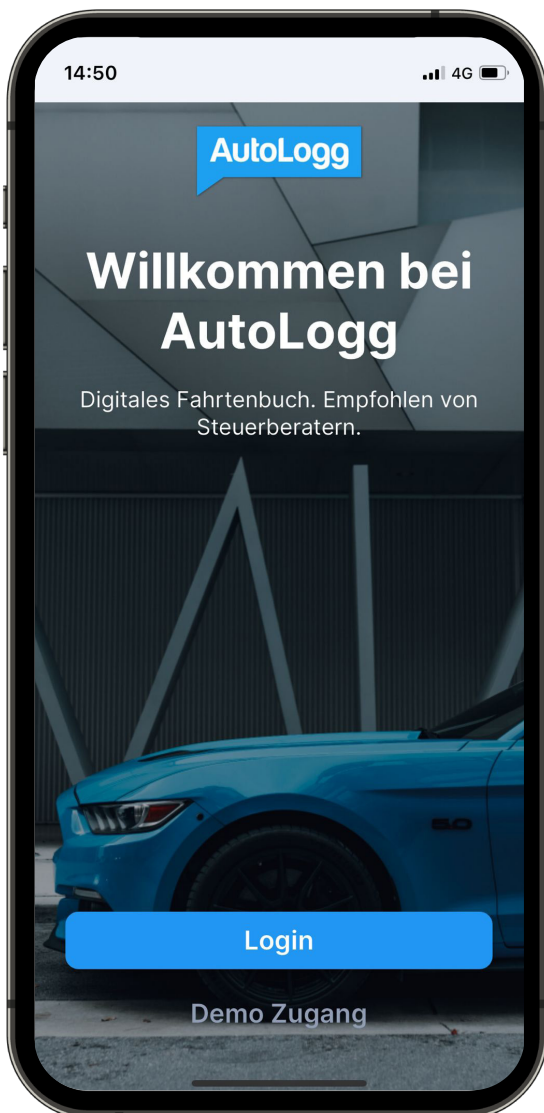 14:50
4G
AutoLogg
Willkommen bei
AutoLogg
Digitales Fahrtenbuch. Empfohlen von
Steuerberatern.
5.0
Login
Demo Zugang